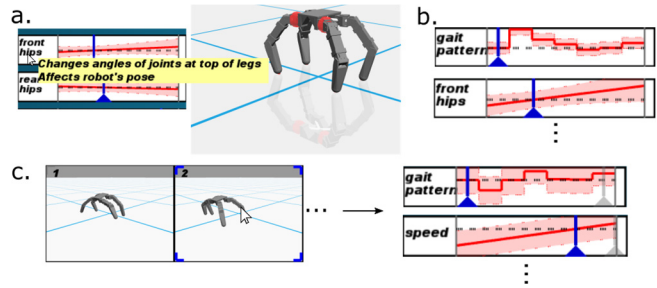 a.
front
hips
Changes angles of joints at top of legs
Affects robot's pose
hips
b.
gait
pattern
front
hips
c.
1
2
gait
pattern
speed